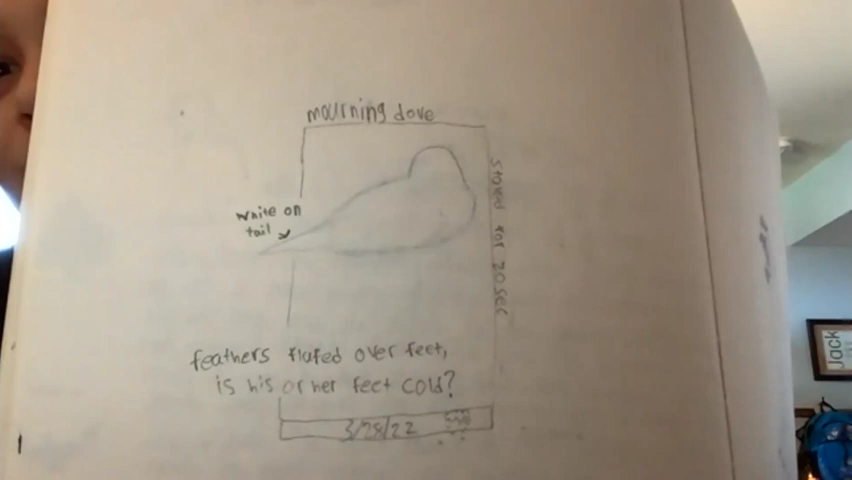 mourning dove
white on
tail
stayed for 20 sec
feathers flufed over feet,
is his or her feet cold?
3/28/22
Jack